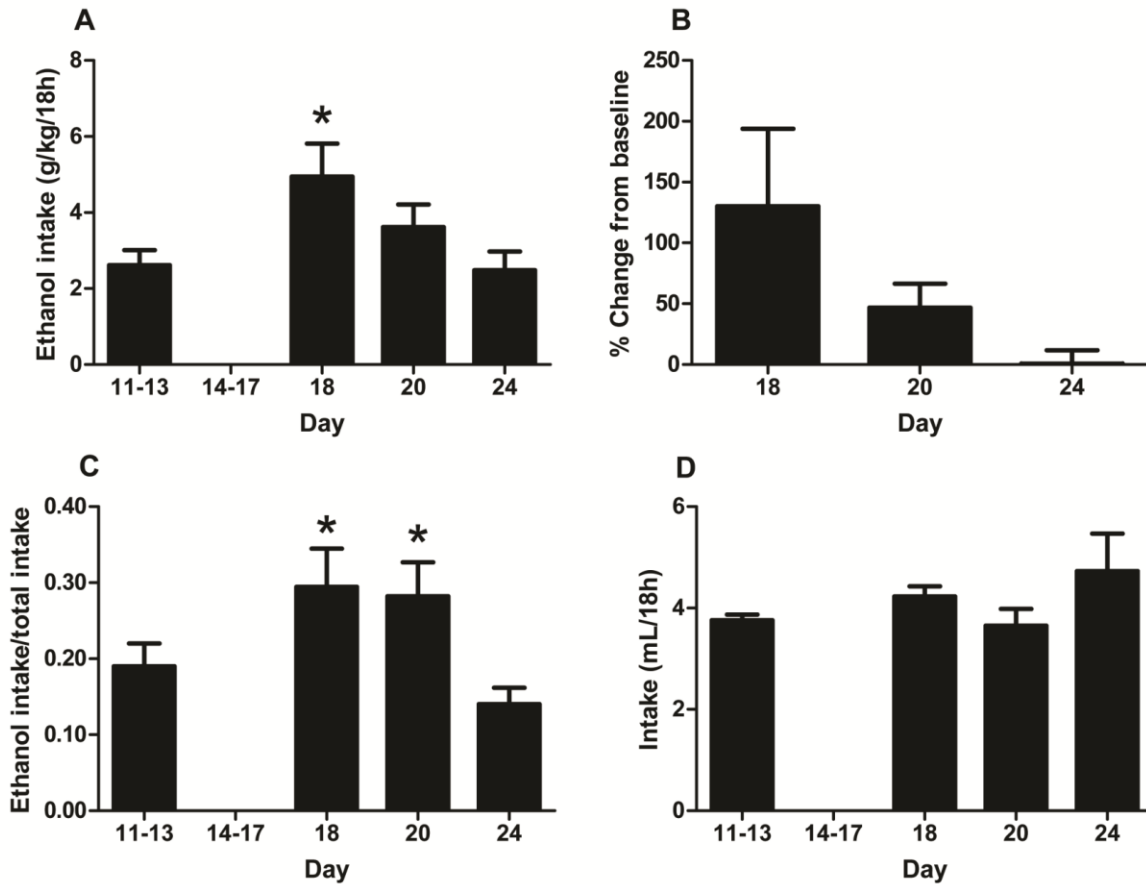 A
Ethanol intake (g/kg/18h)
8
6
4
2
0
*
11-13 14-17 18 20 24
Day
B
% Change from baseline
250
200
150
100
50
0
18 20 24
Day
C
Ethanol intake/total intake
0.40
0.30
0.20
0.10
0.00
* *
11-13 14-17 18 20 24
Day
D
Intake (mL/18h)
6
4
2
0
11-13 14-17 18 20 24
Day